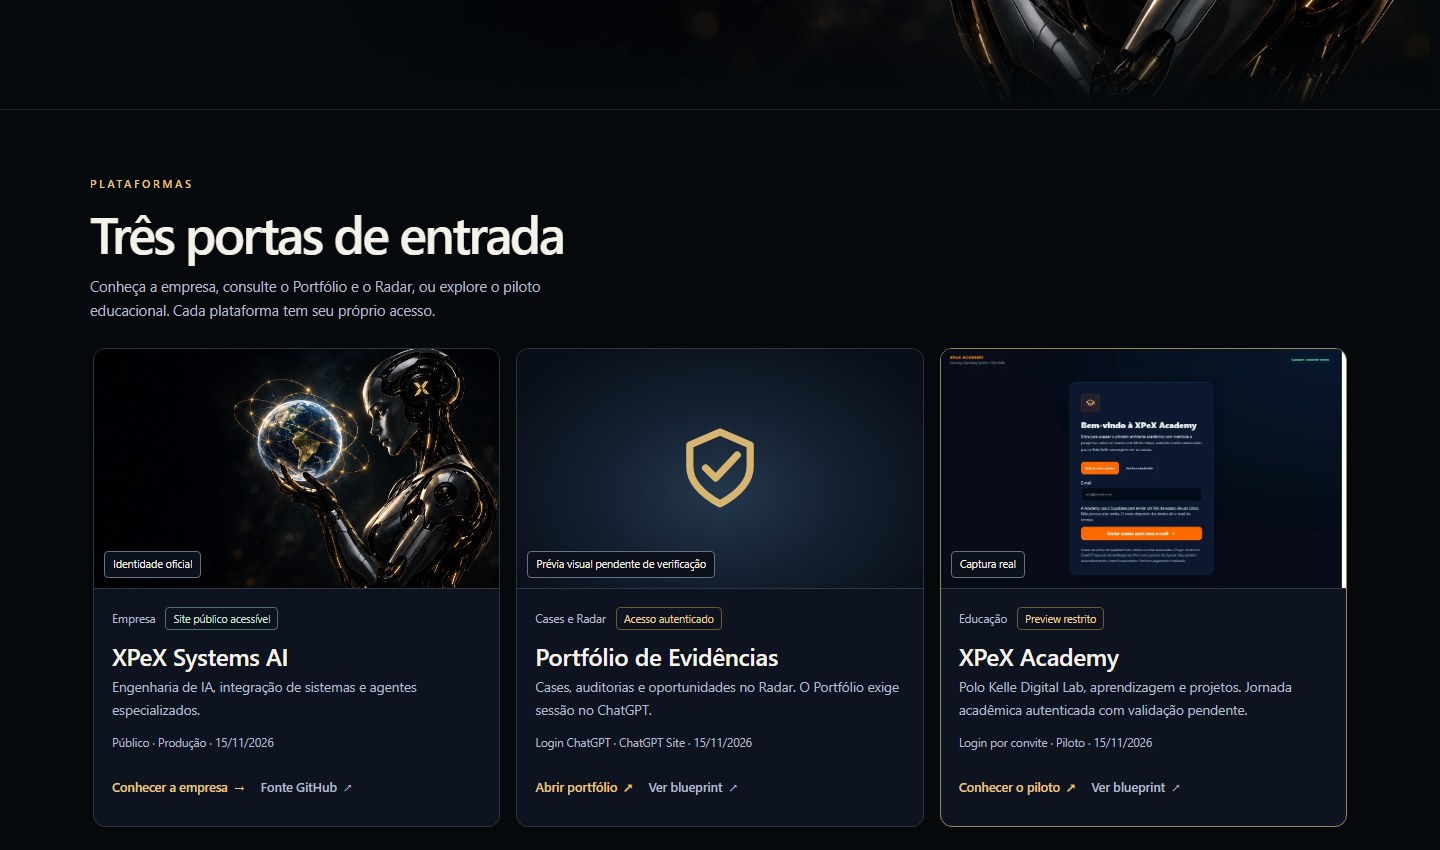 PLATAFORMAS
Três portas de entrada
Conheça a empresa, consulte o Portfólio e o Radar, ou explore o piloto
educacional. Cada plataforma tem seu próprio acesso.
X
Identidade oficial
Empresa Site público acessível
XPeX Systems AI
Engenharia de IA, integração de sistemas e agentes
especializados.
Público · Produção · 15/11/2026
Conhecer a empresa → Fonte GitHub ↗
Prévia visual pendente de verificação
Cases e Radar Acesso autenticado
Portfólio de Evidências
Cases, auditorias e oportunidades no Radar. O Portfólio exige
sessão no ChatGPT.
Login ChatGPT · ChatGPT Site · 15/11/2026
Abrir portfólio ↗ Ver blueprint ↗
XPeX ACADEMY
Bem-vindo à XPeX Academy
E-mail
Captura real
Educação Preview restrito
XPeX Academy
Polo Kelle Digital Lab, aprendizagem e projetos. Jornada
acadêmica autenticada com validação pendente.
Login por convite · Piloto · 15/11/2026
Conhecer o piloto ↗ Ver blueprint ↗